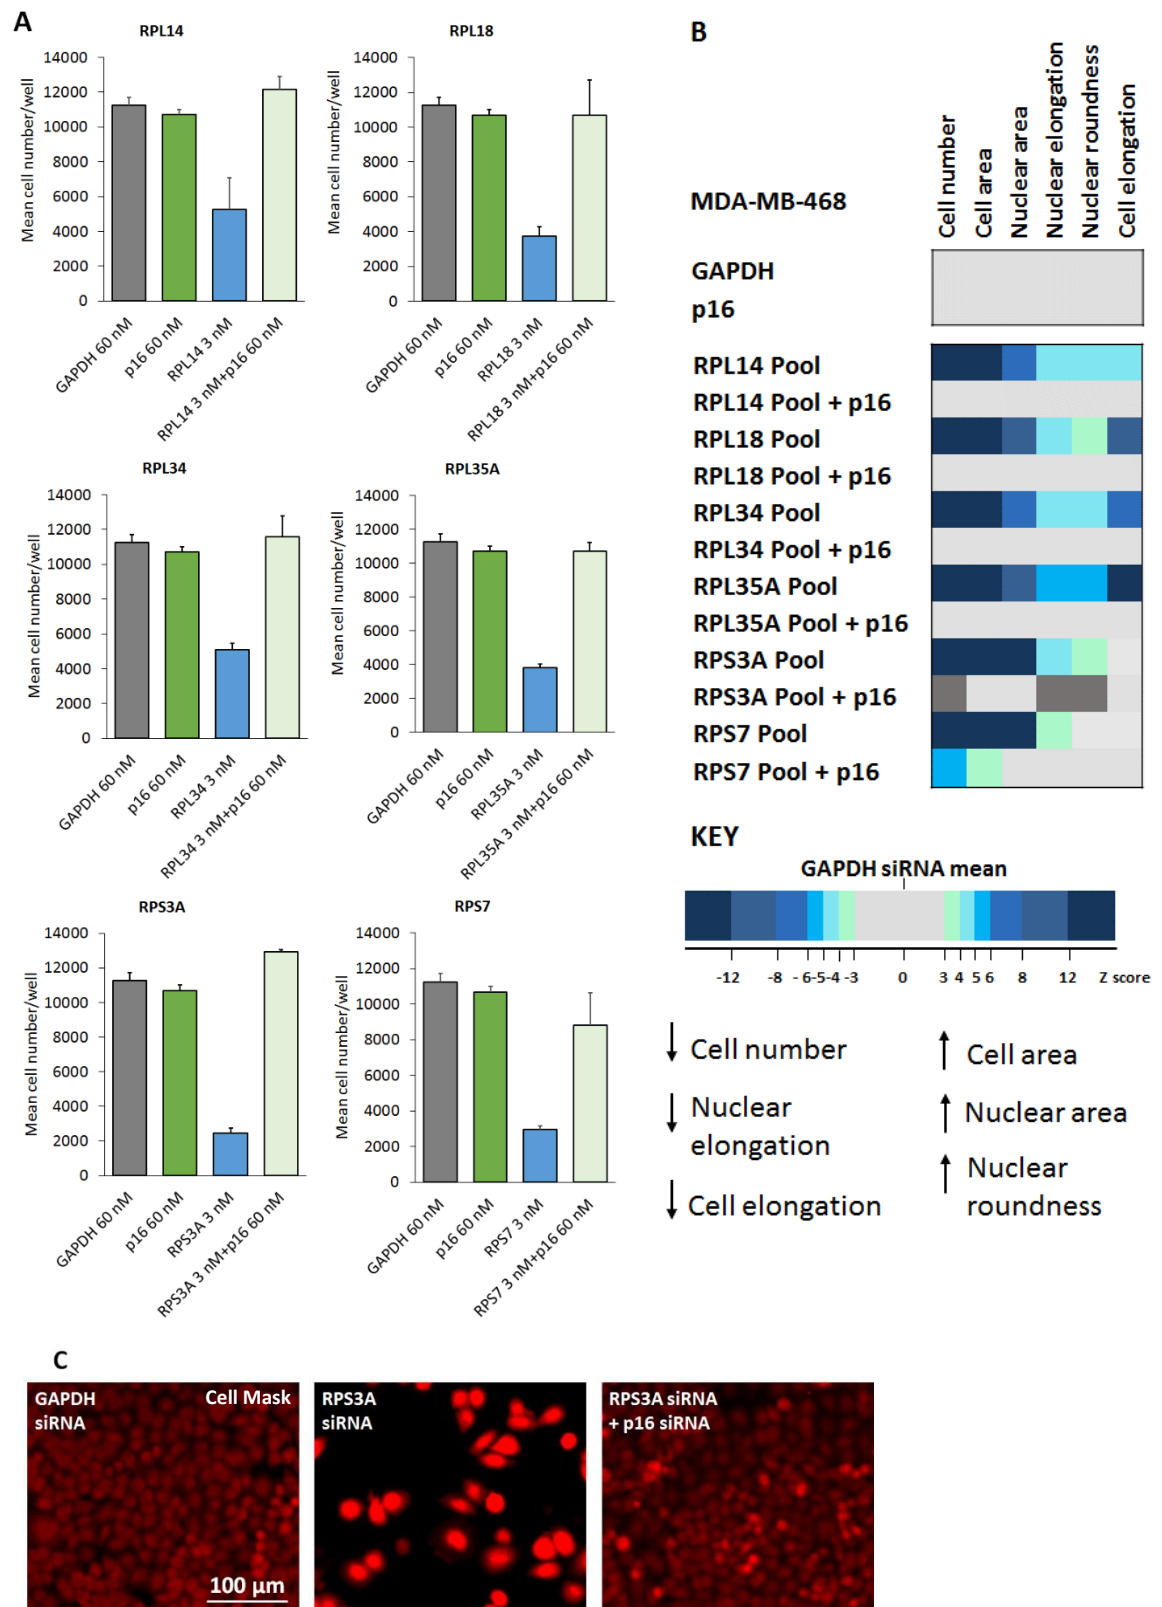 A
RPL14
Mean cell number/well
14000
12000
10000
8000
6000
4000
2000
0
GAPDH 60 nM
p16 60 nM
RPL14 3 nM
RPL14 3 nM+p16 60 nM
RPL18
Mean cell number/well
14000
12000
10000
8000
6000
4000
2000
0
GAPDH 60 nM
p16 60 nM
RPL18 3 nM
RPL18 3 nM+p16 60 nM
RPL34
Mean cell number/well
14000
12000
10000
8000
6000
4000
2000
0
GAPDH 60 nM
p16 60 nM
RPL34 3 nM
RPL34 3 nM+p16 60 nM
RPL35A
Mean cell number/well
14000
12000
10000
8000
6000
4000
2000
0
GAPDH 60 nM
p16 60 nM
RPL35A 3 nM
RPL35A 3 nM+p16 60 nM
RPS3A
Mean cell number/well
14000
12000
10000
8000
6000
4000
2000
0
GAPDH 60 nM
p16 60 nM
RPS3A 3 nM
RPS3A 3 nM+p16 60 nM
RPS7
Mean cell number/well
14000
12000
10000
8000
6000
4000
2000
0
GAPDH 60 nM
p16 60 nM
RPS7 3 nM
RPS7 3 nM+p16 60 nM
B
Cell number
Cell area
Nuclear area
Nuclear elongation
Nuclear roundness
Cell elongation
MDA-MB-468
GAPDH
p16
RPL14 Pool
RPL14 Pool + p16
RPL18 Pool
RPL18 Pool + p16
RPL34 Pool
RPL34 Pool + p16
RPL35A Pool
RPL35A Pool + p16
RPS3A Pool
RPS3A Pool + p16
RPS7 Pool
RPS7 Pool + p16
KEY
GAPDH siRNA mean
-12 -8 -6 -5 -4 -3 0 3 4 5 6 8 12 Z score
↓ Cell number
↑ Cell area
↓ Nuclear
elongation
↑ Nuclear area
↓ Cell elongation
↑ Nuclear
roundness
C
GAPDH
siRNA
Cell Mask
100 µm
RPS3A
siRNA
RPS3A siRNA
+ p16 siRNA